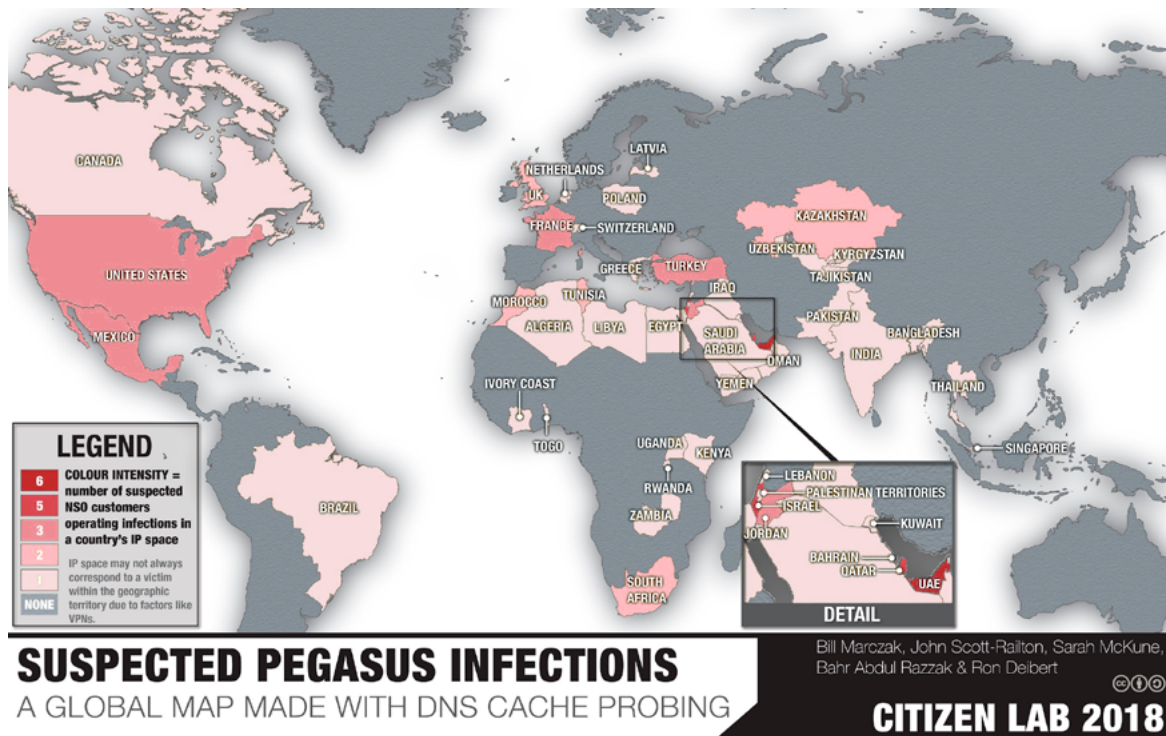 CANADA
UNITED STATES
MEXICO
BRAZIL
LATVIA
NETHERLANDS
UK
POLAND
FRANCE
SWITZERLAND
GREECE
TURKEY
KAZAKHSTAN
UZBEKISTAN
KYRGYZSTAN
TAJIKISTAN
MOROCCO
TUNISIA
IRAQ
ALGERIA
LIBYA
EGYPT
SAUDI
ARABIA
PAKISTAN
BANGLADESH
INDIA
OMAN
YEMEN
THAILAND
IVORY COAST
TOGO
UGANDA
KENYA
SINGAPORE
RWANDA
ZAMBIA
SOUTH
AFRICA
LEGEND
6
5
3
2
1
NONE
COLOUR INTENSITY =
number of suspected
NSO customers
operating infections in
a country's IP space
IP space may not always
correspond to a victim
within the geographic
territory due to factors like
VPNs.
LEBANON
PALESTINAN TERRITORIES
ISRAEL
JORDAN
KUWAIT
BAHRAIN
QATAR
UAE
DETAIL
SUSPECTED PEGASUS INFECTIONS
A GLOBAL MAP MADE WITH DNS CACHE PROBING
Bill Marczak, John Scott-Railton, Sarah McKune,
Bahr Abdul Razzak & Ron Deibert
cc
CITIZEN LAB 2018